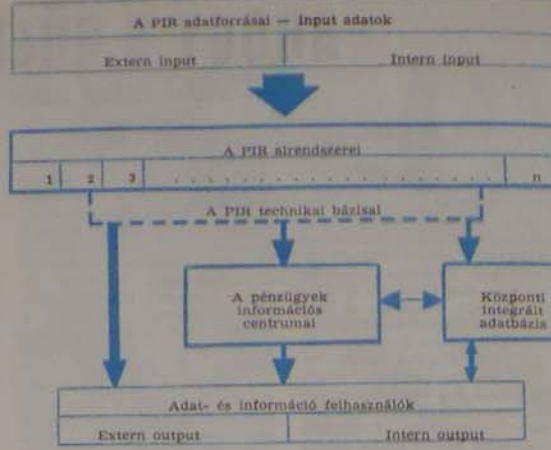 A PIR adatforrásai — input adatok
Extern input
Intern input
A PIR alrendszerei
1 2 3 . . . . . . . . . . . . . . . . . . . . n
A PIR technikai bázisai
A pénzügyek
információs
centrumai
Központi
integrált
adatbázis
Adat- és információ felhasználók
Extern output
Intern output